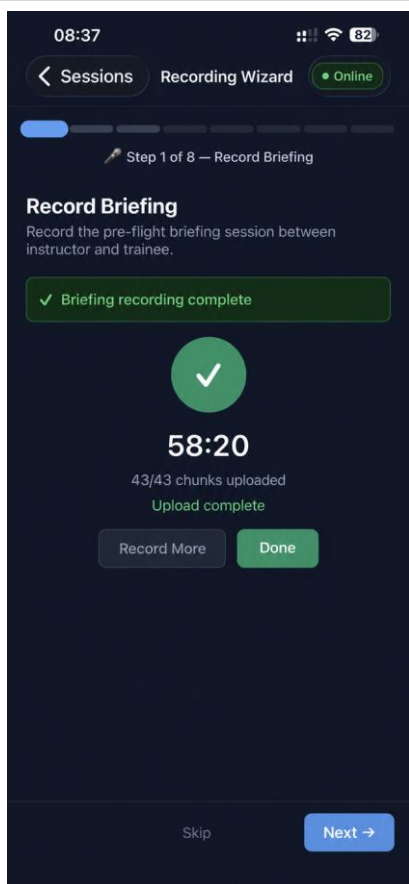 08:37
82
Sessions
Recording Wizard
Online
Step 1 of 8 — Record Briefing
Record Briefing
Record the pre-flight briefing session between
instructor and trainee.
✓ Briefing recording complete
58:20
43/43 chunks uploaded
Upload complete
Record More
Done
Skip
Next →